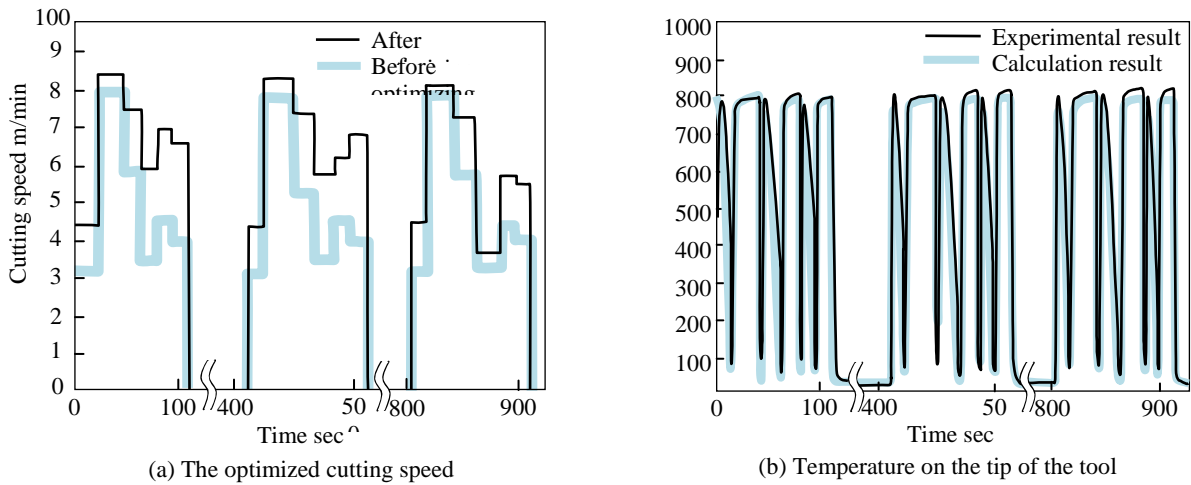 100
9
8
7
6
5
4
3
2
1
0
Cutting speed m/min
After
Before
optimizing
0 100 400 50 800 900
Time sec
(a) The optimized cutting speed
1000
900
800
700
600
500
400
300
200
100
0 100 400 50 800 900
Experimental result
Calculation result
Time sec
(b) Temperature on the tip of the tool